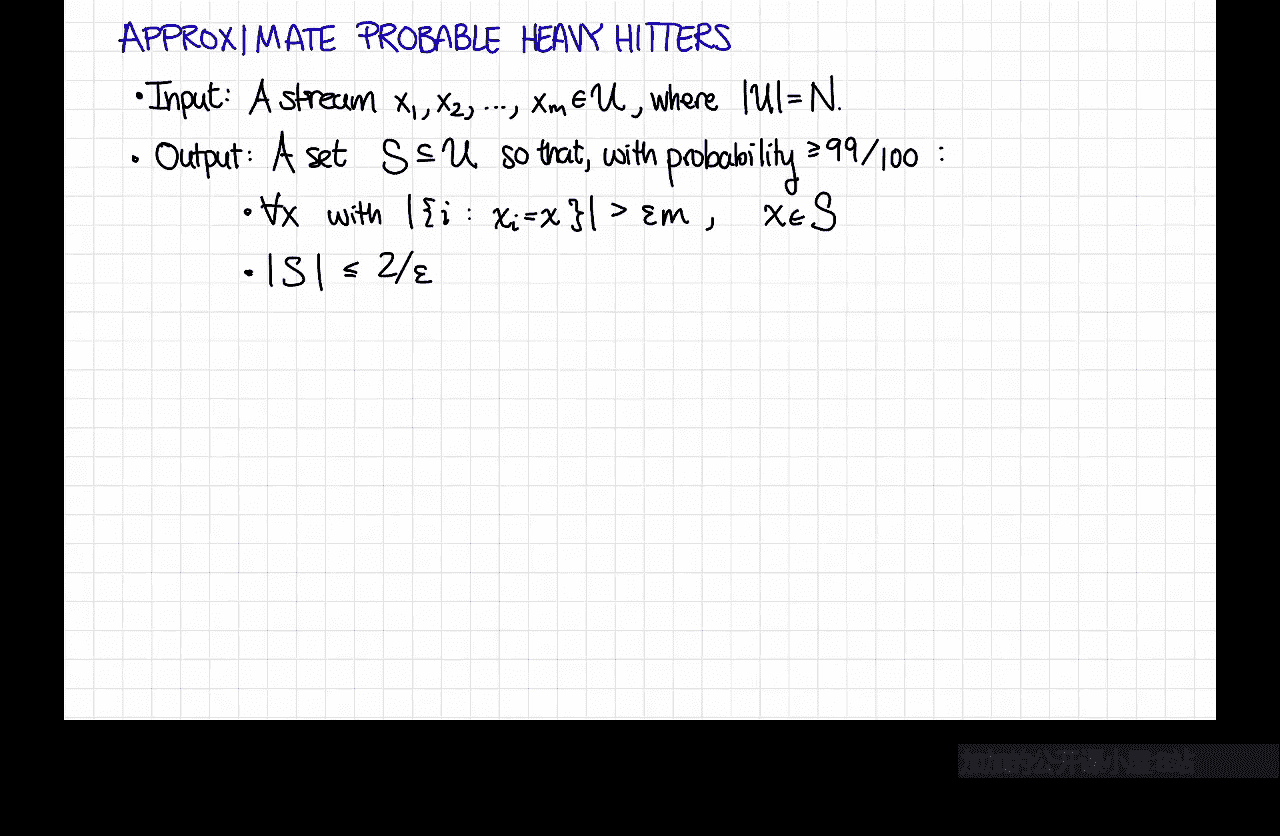 APPROXIMATE PROBABLE HEAVY HITTERS
• Input: A stream x₁, x₂, ..., xₘ ∈ U, where |U| = N.
• Output: A set S ⊆ U so that, with probability ≥ 99/100 :
• ∀x with |{i : xᵢ = x}| > εm, x ∈ S
• |S| ≤ 2/ε